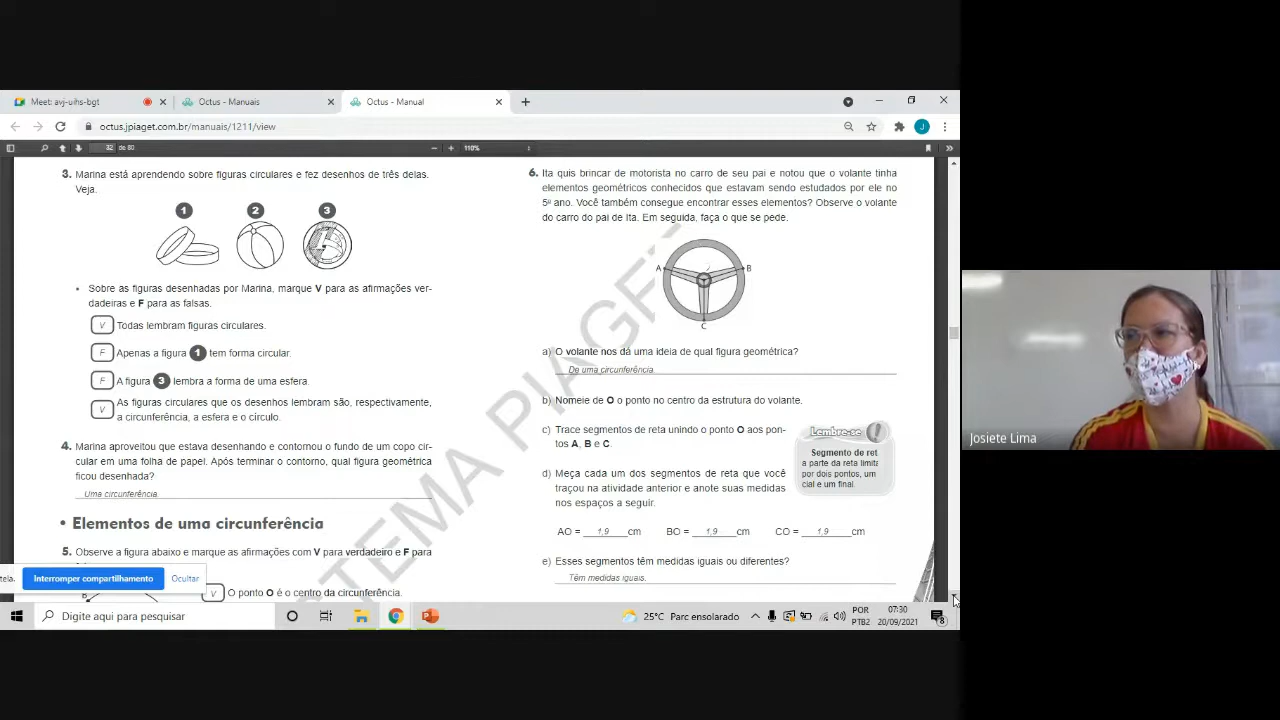 Meet: avj-uihs-bgt
Octus - Manuais
Octus - Manual
octus.jpiaget.com.br/manuais/1211/view
82 de 80
110%
3. Marina está aprendendo sobre figuras circulares e fez desenhos de três delas.
Veja.
1 2 3
• Sobre as figuras desenhadas por Marina, marque V para as afirmações ver-
dadeiras e F para as falsas.
V Todas lembram figuras circulares.
F Apenas a figura 1 tem forma circular.
F A figura 3 lembra a forma de uma esfera.
V As figuras circulares que os desenhos lembram são, respectivamente,
a circunferência, a esfera e o círculo.
4. Marina aproveitou que estava desenhando e contornou o fundo de um copo cir-
cular em uma folha de papel. Após terminar o contorno, qual figura geométrica
ficou desenhada?
Uma circunferência.
• Elementos de uma circunferência
5. Observe a figura abaixo e marque as afirmações com V para verdadeiro e F para
V O ponto O é o centro da circunferência.
B
tela.
Interromper compartilhamento
Ocultar
6. Ita quis brincar de motorista no carro de seu pai e notou que o volante tinha
elementos geométricos conhecidos que estavam sendo estudados por ele no
5º ano. Você também consegue encontrar esses elementos? Observe o volante
do carro do pai de Ita. Em seguida, faça o que se pede.
A B
C
a) O volante nos dá uma ideia de qual figura geométrica?
De uma circunferência.
b) Nomeie de O o ponto no centro da estrutura do volante.
c) Trace segmentos de reta unindo o ponto O aos pon-
tos A, B e C.
d) Meça cada um dos segmentos de reta que você
traçou na atividade anterior e anote suas medidas
nos espaços a seguir.
Lembre-se !
Segmento de ret
a parte da reta limita
por dois pontos, um
cial e um final.
AO = 1,9 cm BO = 1,9 cm CO = 1,9 cm
e) Esses segmentos têm medidas iguais ou diferentes?
Têm medidas iguais.
STEMA PIAGE
Digite aqui para pesquisar
25°C Parc ensolarado
POR
PTB2
07:30
20/09/2021
8
Josiete Lima